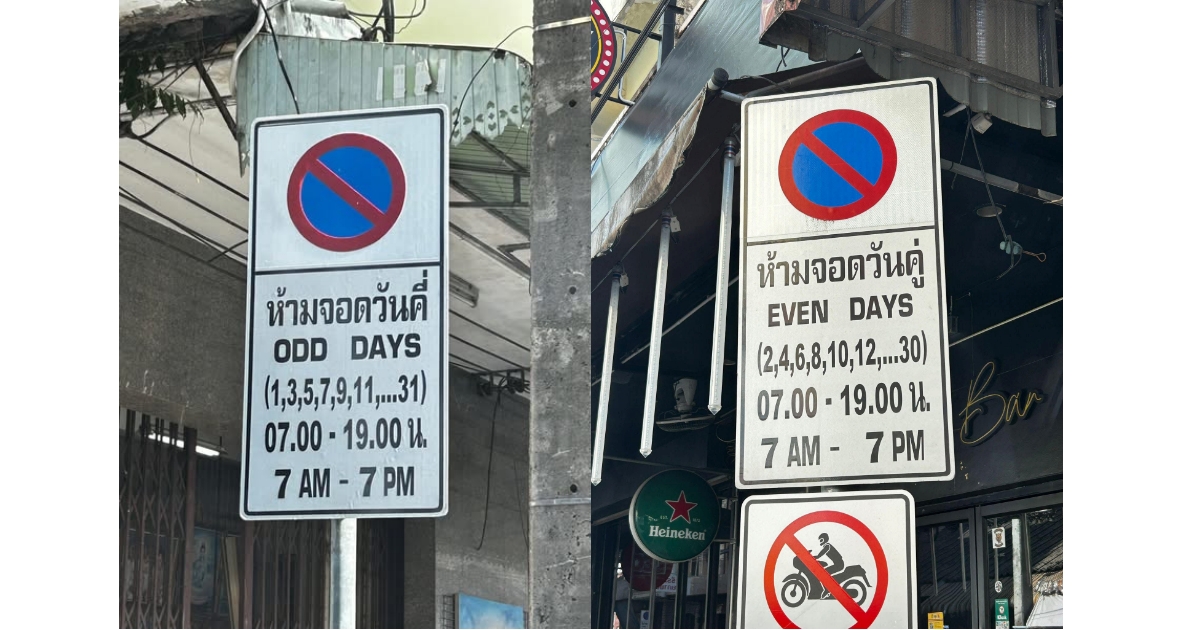 ห้ามจอดวันคี่
ODD DAYS
(1,3,5,7,9,11,...31)
07.00 - 19.00 น.
7 AM - 7 PM
ห้ามจอดวันคู่
EVEN DAYS
(2,4,6,8,10,12,...30)
07.00 - 19.00 น.
7 AM - 7 PM
Bar
Heineken